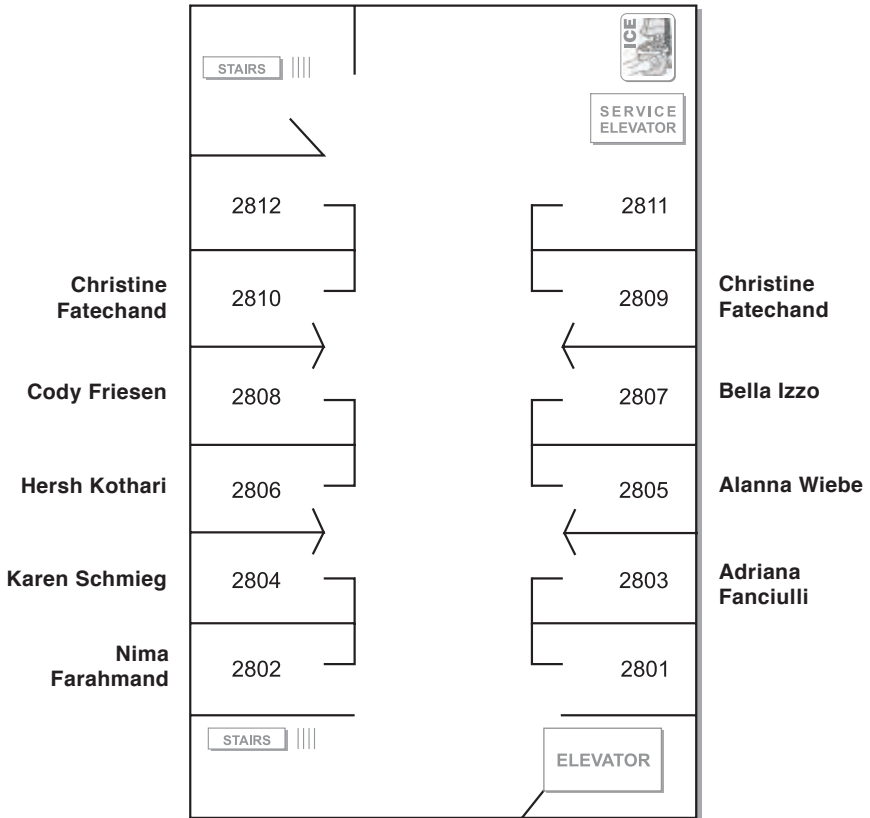 ICE
STAIRS
SERVICE
ELEVATOR
2812
2811
Christine
Fatechand
2810
2809
Christine
Fatechand
Cody Friesen
2808
2807
Bella Izzo
Hersh Kothari
2806
2805
Alanna Wiebe
Karen Schmieg
2804
2803
Adriana
Fanciulli
Nima
Farahmand
2802
2801
STAIRS
ELEVATOR